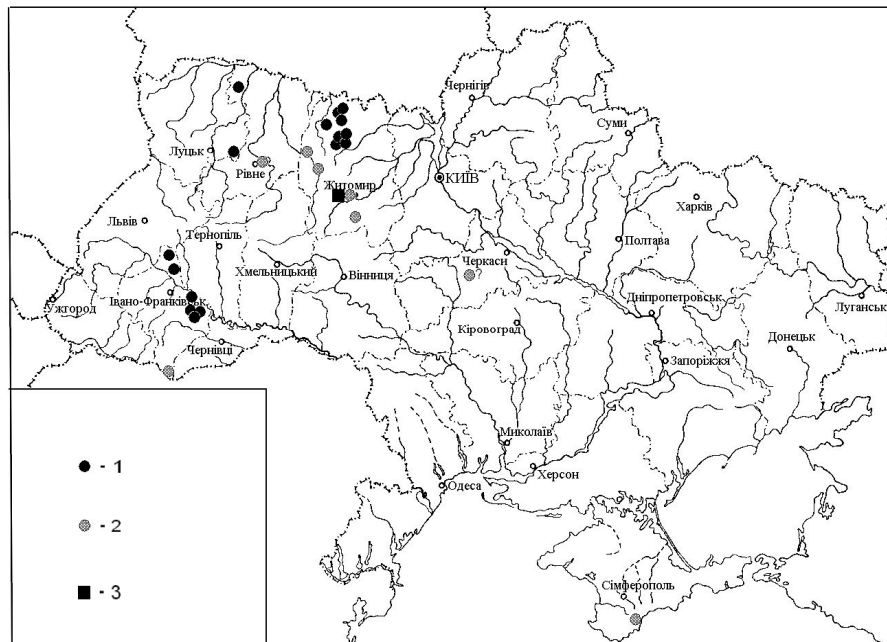 Чернігів
Суми
Луцьк
Рівне
КИЇВ
Житомир
Харків
Львів
Тернопіль
Полтава
Хмельницький
Вінниця
Черкаси
?
Ужгород
Івано-Франківськ
Дніпропетровськ
Луганськ
Кіровоград
Чернівці
Донецьк
Запоріжжя
Миколаїв
Херсон
Одеса
Сімферополь
- 1
- 2
- 3